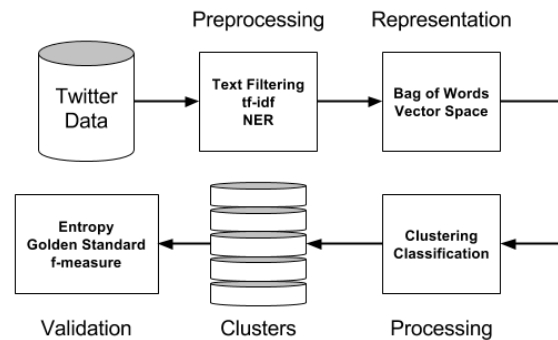 Preprocessing
Representation
Twitter
Data
Text Filtering
tf-idf
NER
Bag of Words
Vector Space
Entropy
Golden Standard
f-measure
Clustering
Classification
Validation
Clusters
Processing